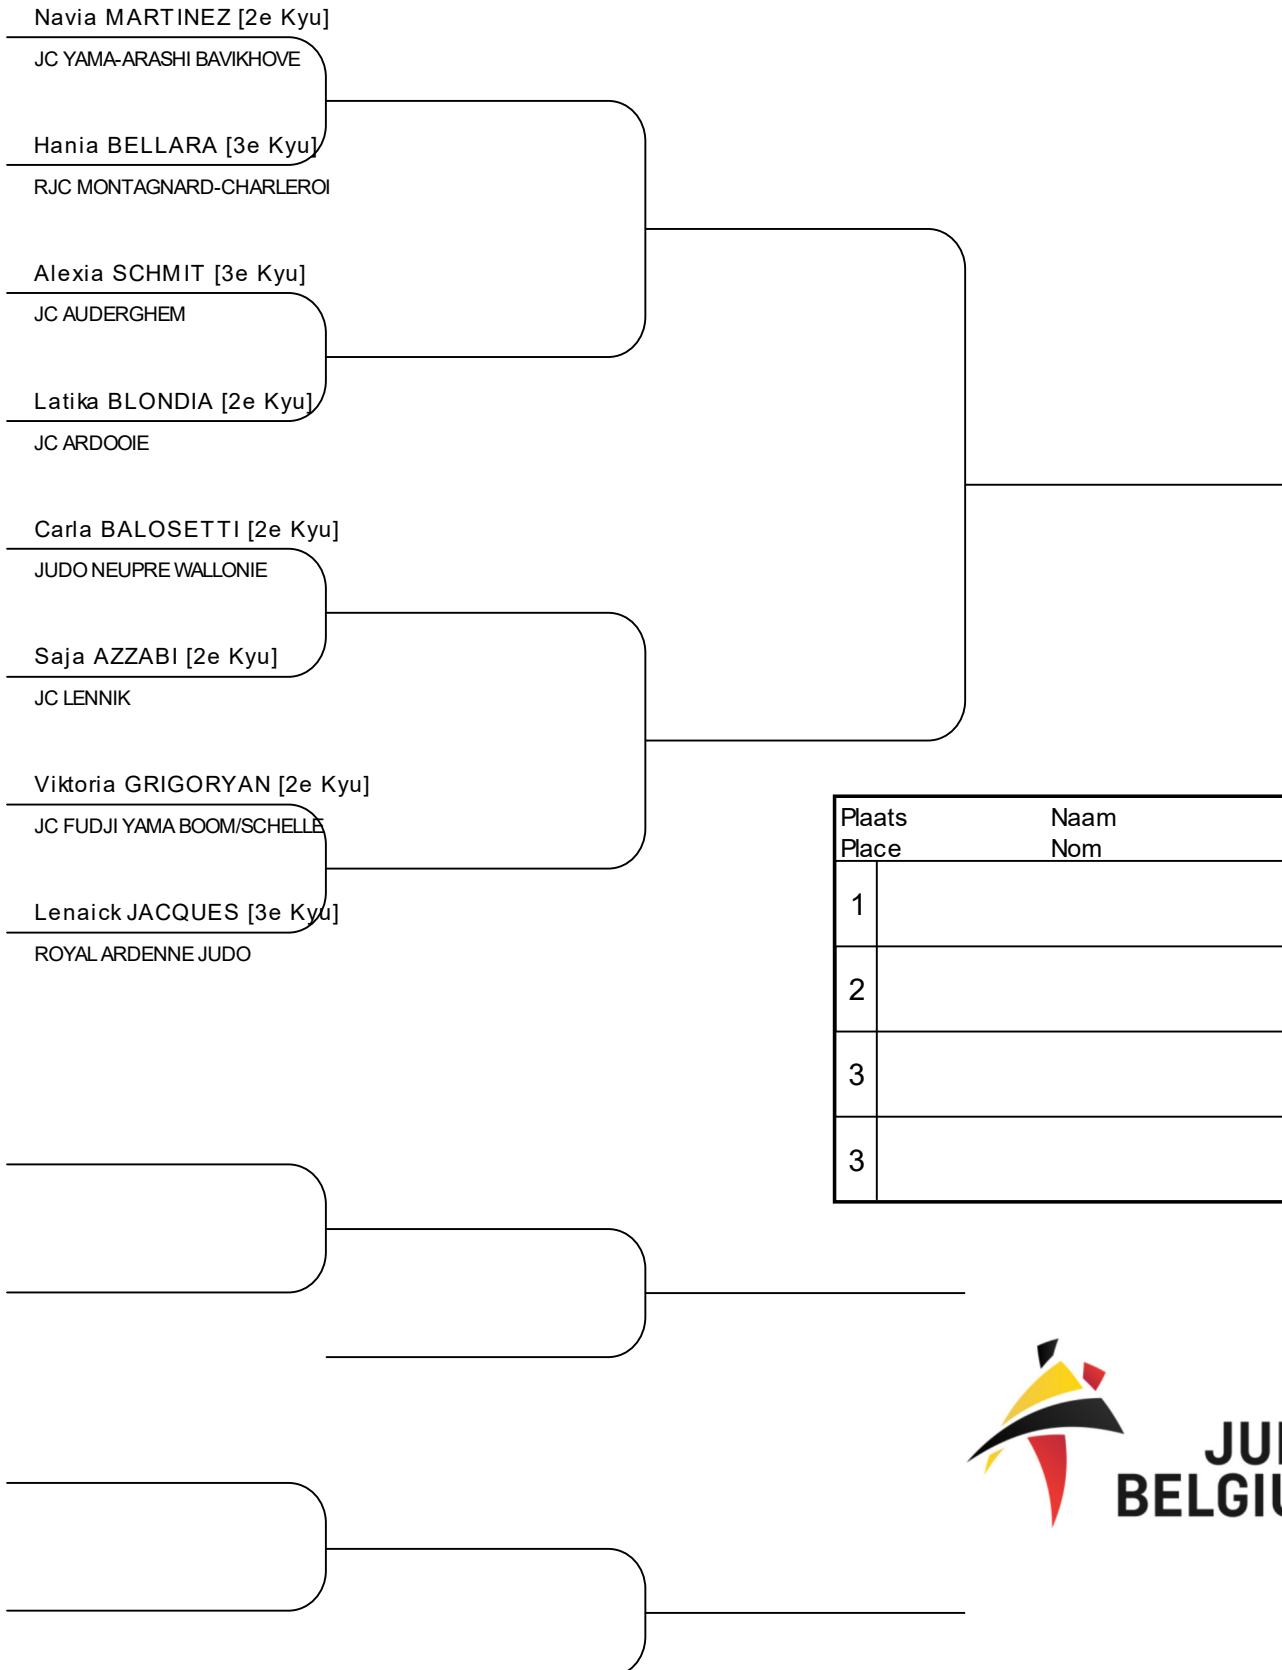 Navia MARTINEZ [2e Kyu]
JC YAMA-ARASHI BAVIKHOVE
Hania BELLARA [3e Kyu]
RJC MONTAGNARD-CHARLEROI
Alexia SCHMIT [3e Kyu]
JC AUDERGHEM
Latika BLONDIA [2e Kyu]
JC ARDOOIE
Carla BALOSETTI [2e Kyu]
JUDO NEUPRE WALLONIE
Saja AZZABI [2e Kyu]
JC LENNIK
Viktoria GRIGORYAN [2e Kyu]
JC FUDJI YAMA BOOM/SCHELLE
Lenaick JACQUES [3e Kyu]
ROYAL ARDENNE JUDO
Plaats Naam
Place Nom
1
2
3
3